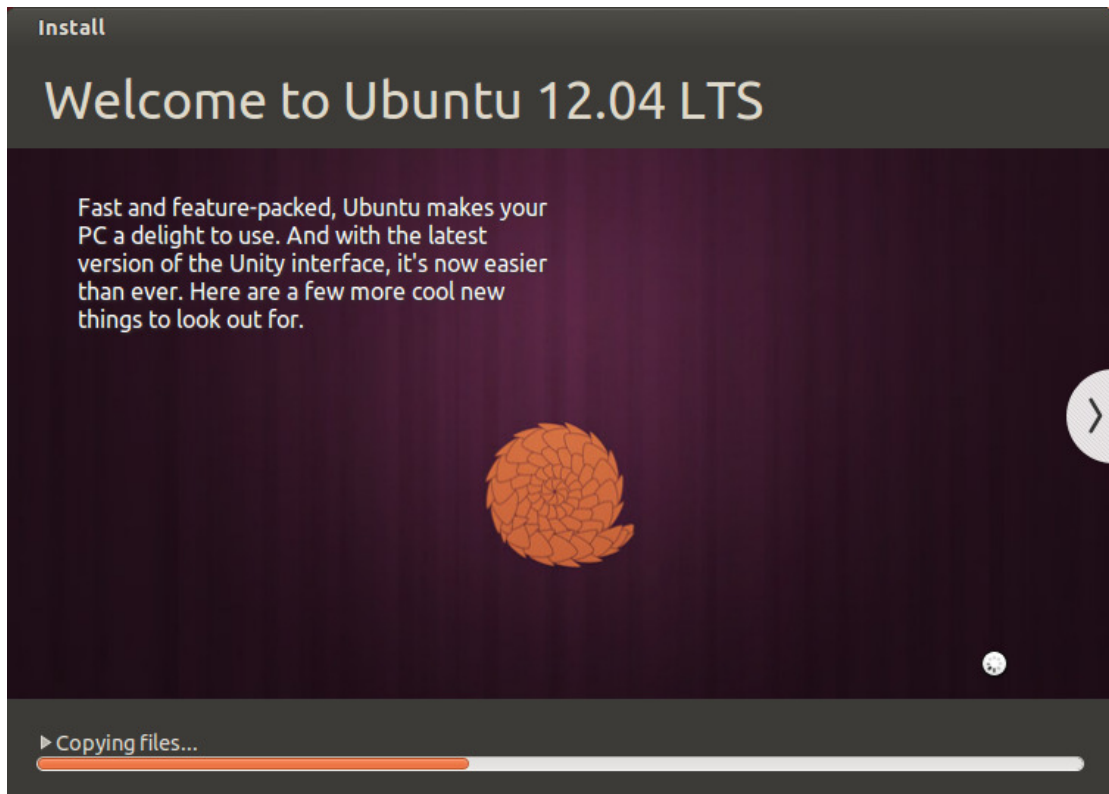 Install
Welcome to Ubuntu 12.04 LTS
Fast and feature-packed, Ubuntu makes your
PC a delight to use. And with the latest
version of the Unity interface, it's now easier
than ever. Here are a few more cool new
things to look out for.
Copying files...